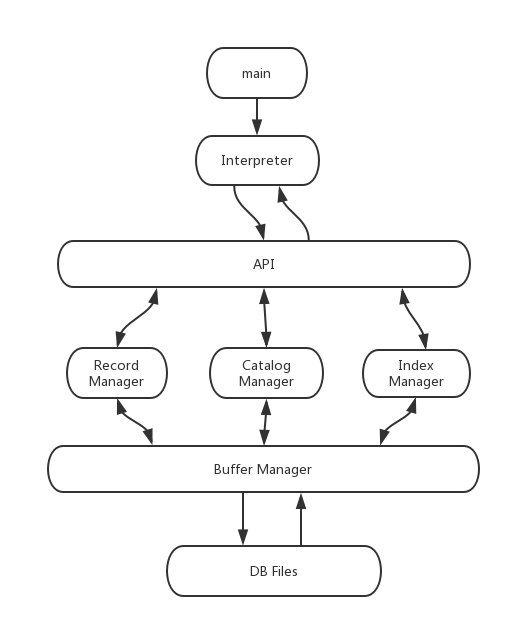 main
Interpreter
API
Record
Manager
Catalog
Manager
Index
Manager
Buffer Manager
DB Files